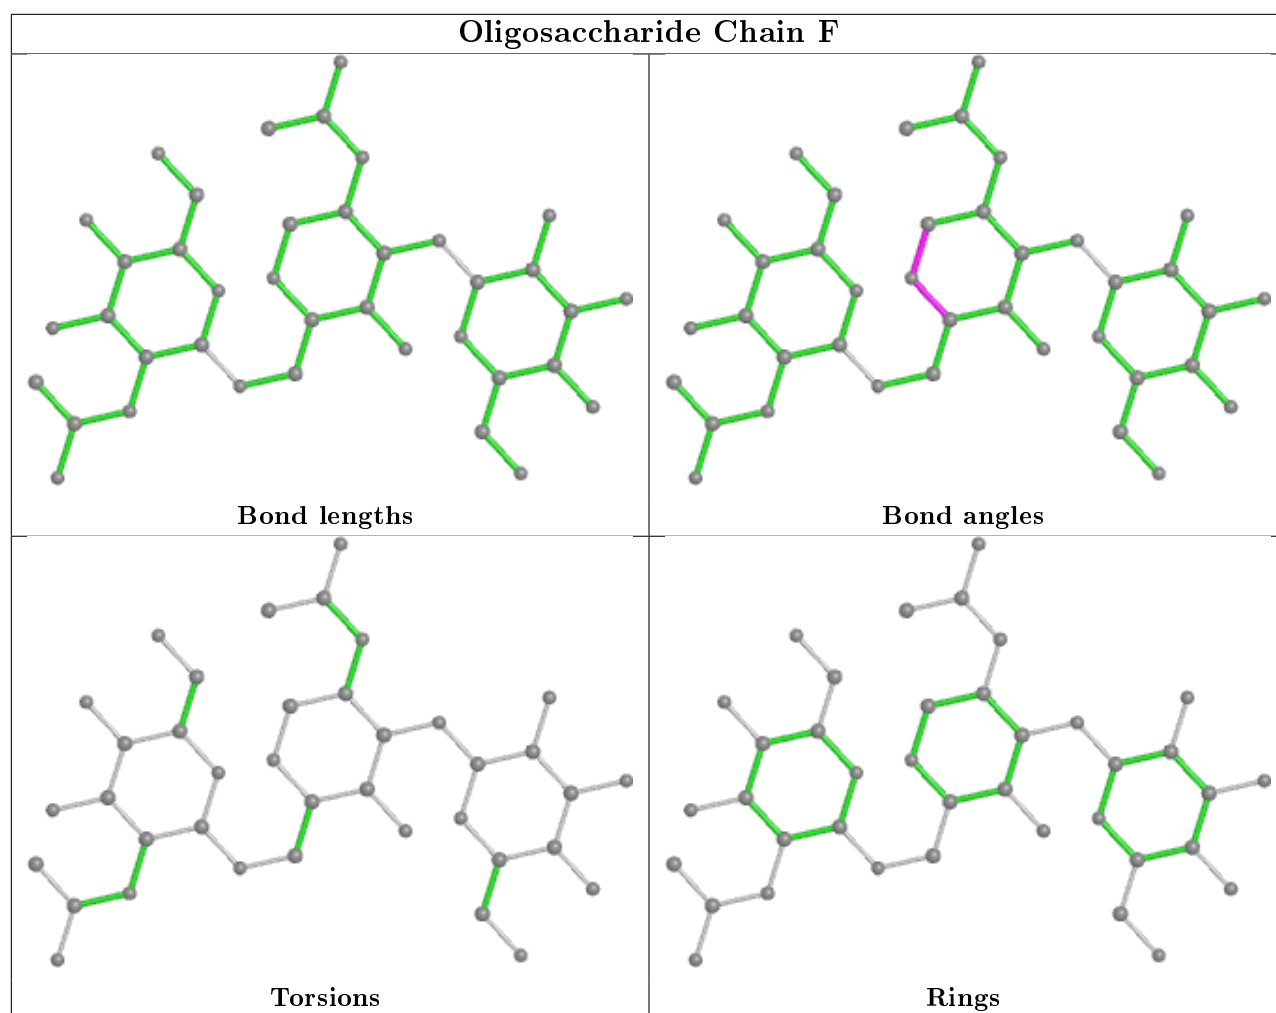 Oligosaccharide Chain F
Bond lengths
Bond angles
Torsions
Rings